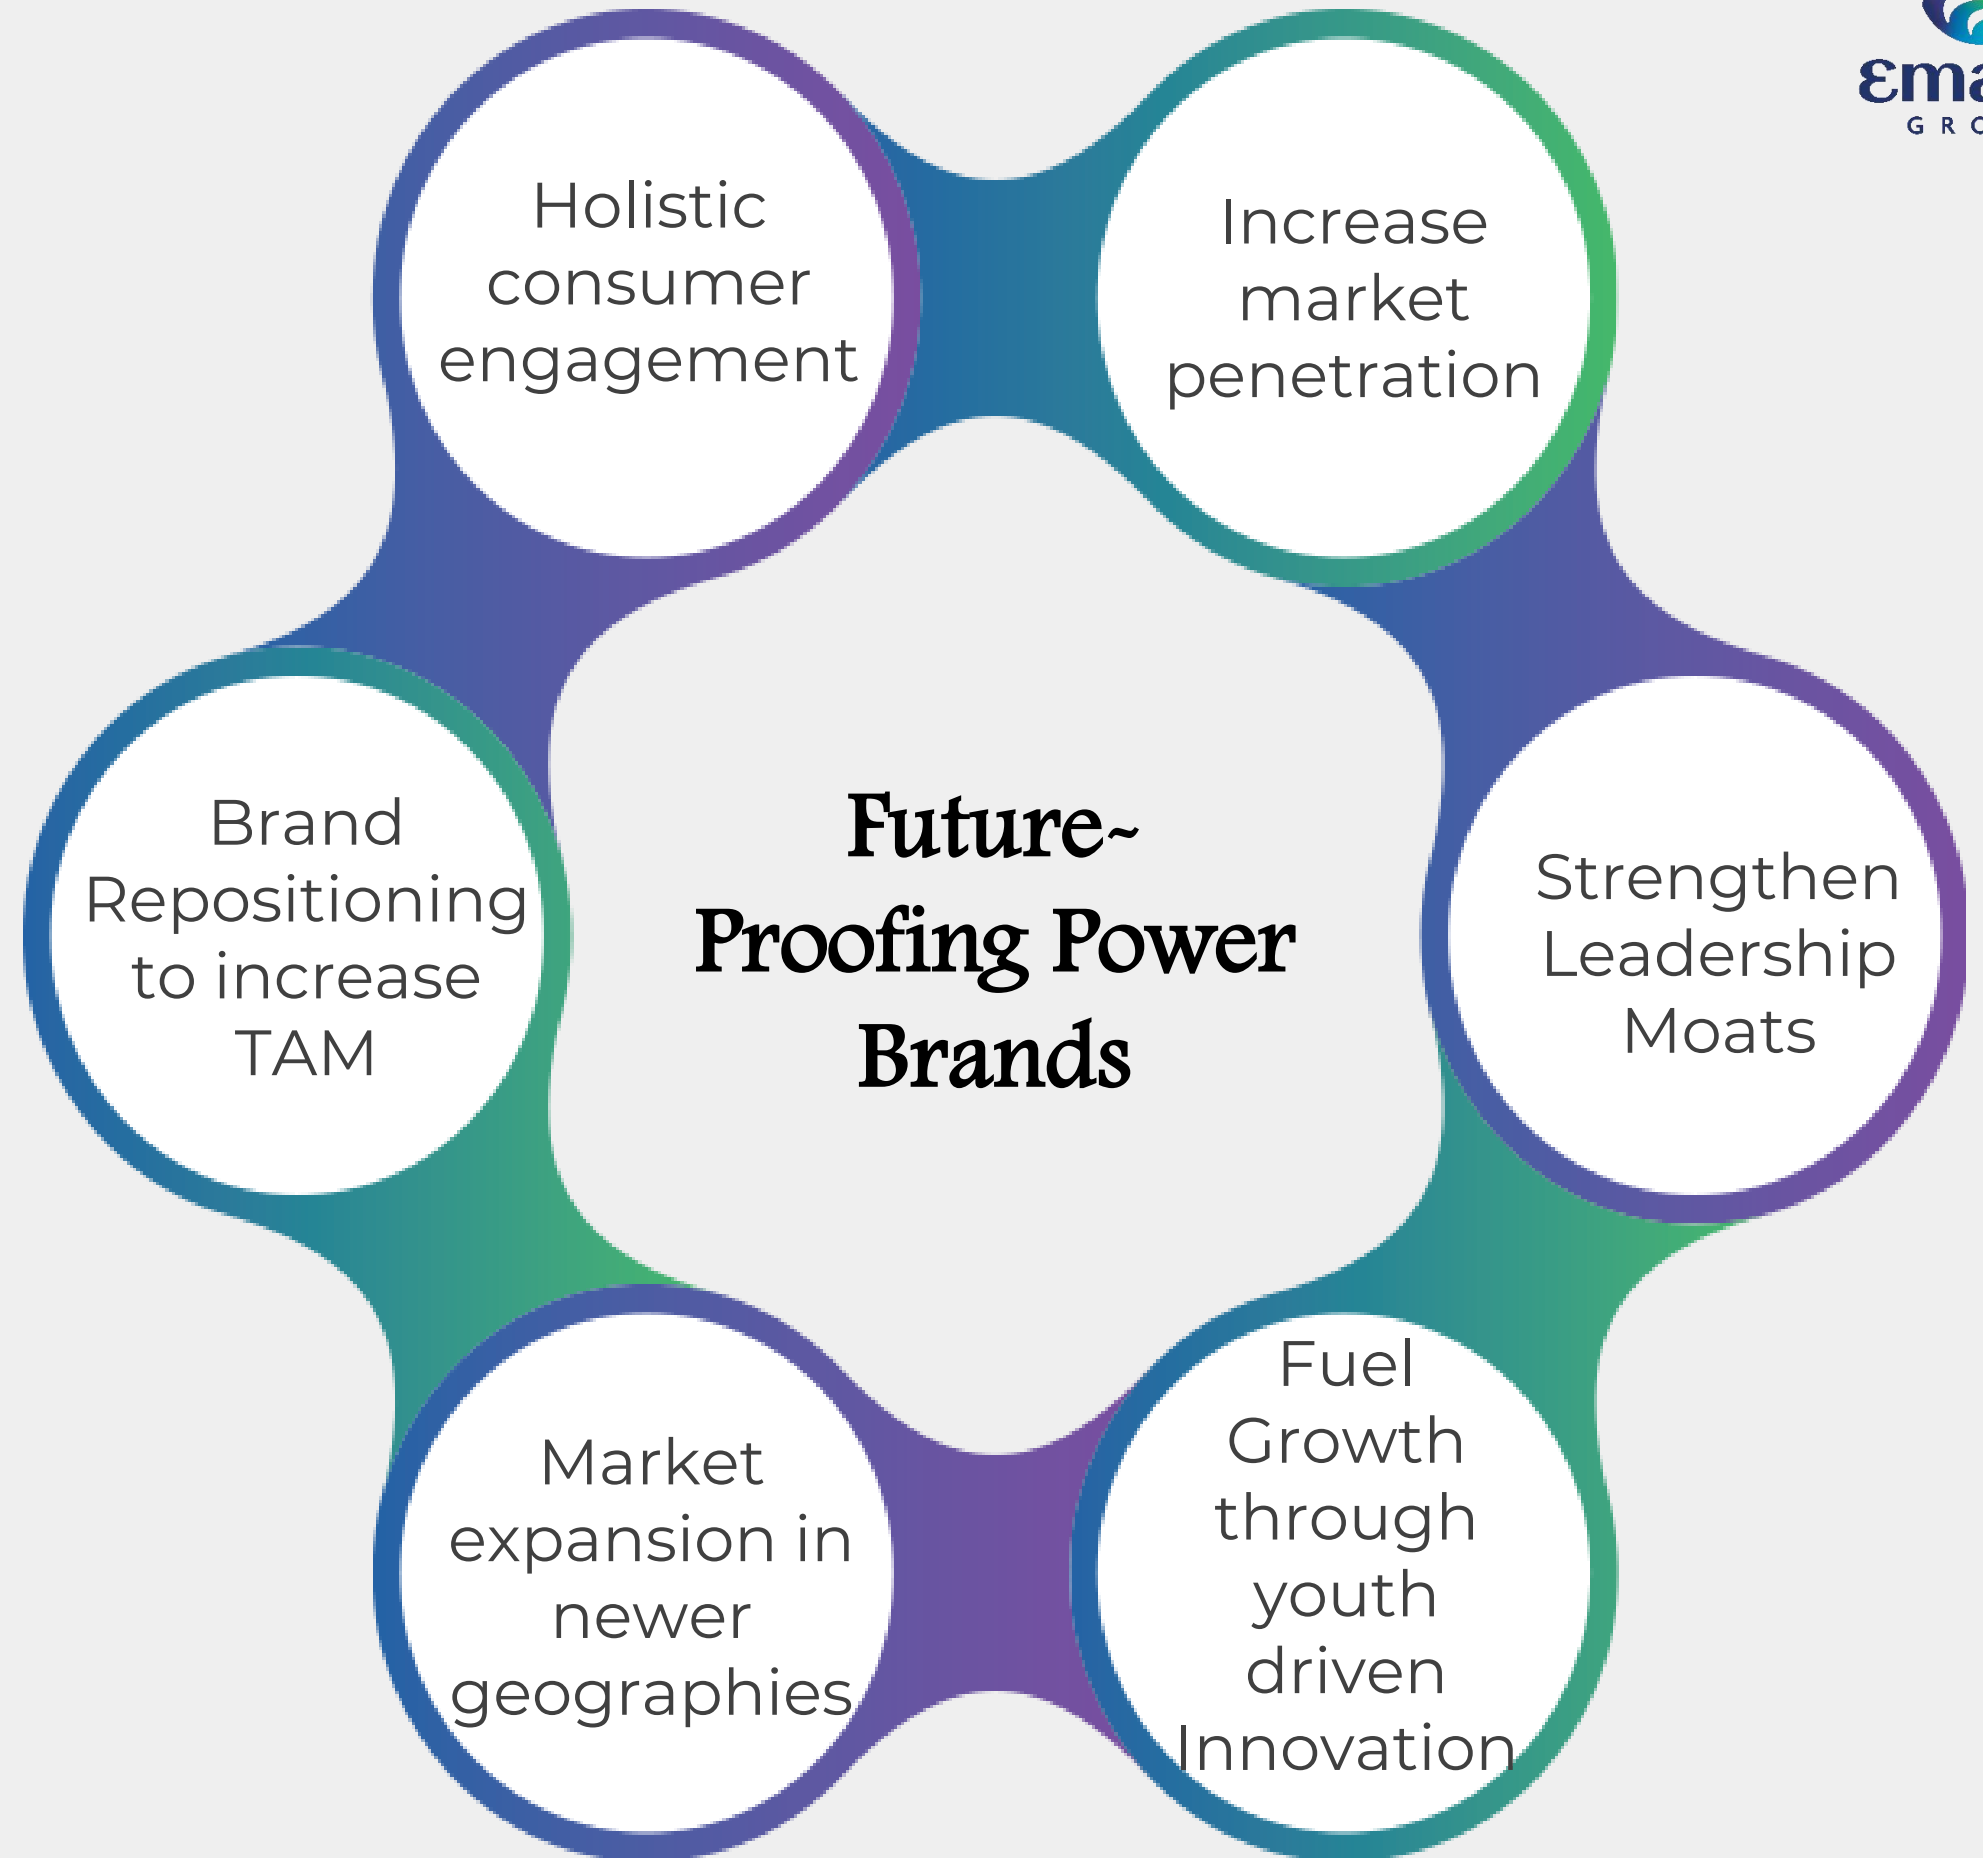 Holistic
consumer
engagement
Increase
market
penetration
Strengthen
Leadership
Moats
Fuel
Growth
through
youth
driven
Innovation
Market
expansion in
newer
geographies
Brand
Repositioning
to increase
TAM
Future-
Proofing Power
Brands